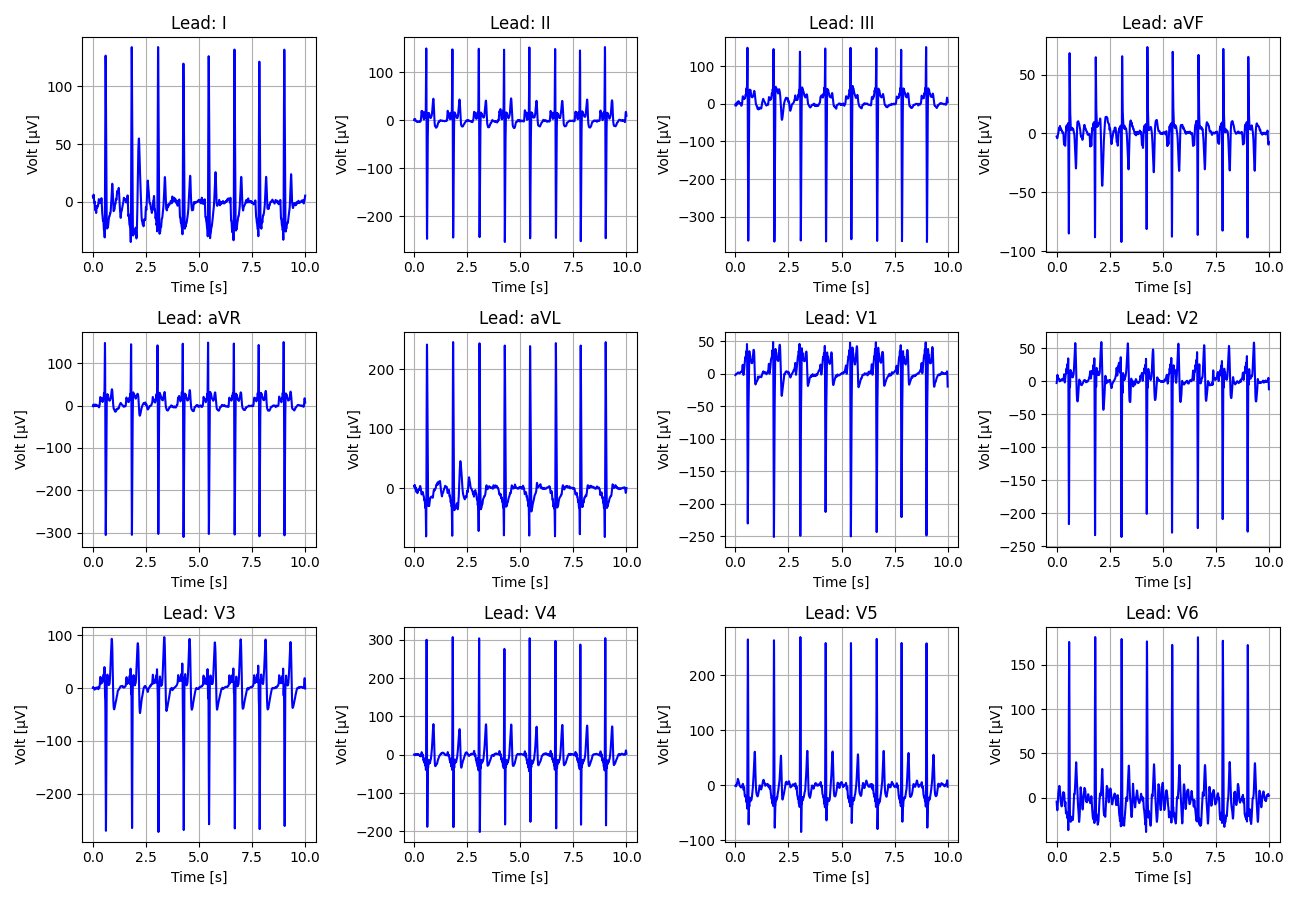 Lead: I
Lead: II
Lead: III
Lead: aVF
Volt [µV]
100
50
0
0.0 2.5 5.0 7.5 10.0
Time [s]
Volt [µV]
100
0
−100
−200
0.0 2.5 5.0 7.5 10.0
Time [s]
Volt [µV]
100
0
−100
−200
−300
0.0 2.5 5.0 7.5 10.0
Time [s]
Volt [µV]
50
0
−50
−100
0.0 2.5 5.0 7.5 10.0
Time [s]
Lead: aVR
Lead: aVL
Lead: V1
Lead: V2
Volt [µV]
100
0
−100
−200
−300
0.0 2.5 5.0 7.5 10.0
Time [s]
Volt [µV]
200
100
0
0.0 2.5 5.0 7.5 10.0
Time [s]
Volt [µV]
50
0
−50
−100
−150
−200
−250
0.0 2.5 5.0 7.5 10.0
Time [s]
Volt [µV]
50
0
−50
−100
−150
−200
−250
0.0 2.5 5.0 7.5 10.0
Time [s]
Lead: V3
Lead: V4
Lead: V5
Lead: V6
Volt [µV]
100
0
−100
−200
0.0 2.5 5.0 7.5 10.0
Time [s]
Volt [µV]
300
200
100
0
−100
−200
0.0 2.5 5.0 7.5 10.0
Time [s]
Volt [µV]
200
100
0
−100
0.0 2.5 5.0 7.5 10.0
Time [s]
Volt [µV]
150
100
50
0
0.0 2.5 5.0 7.5 10.0
Time [s]